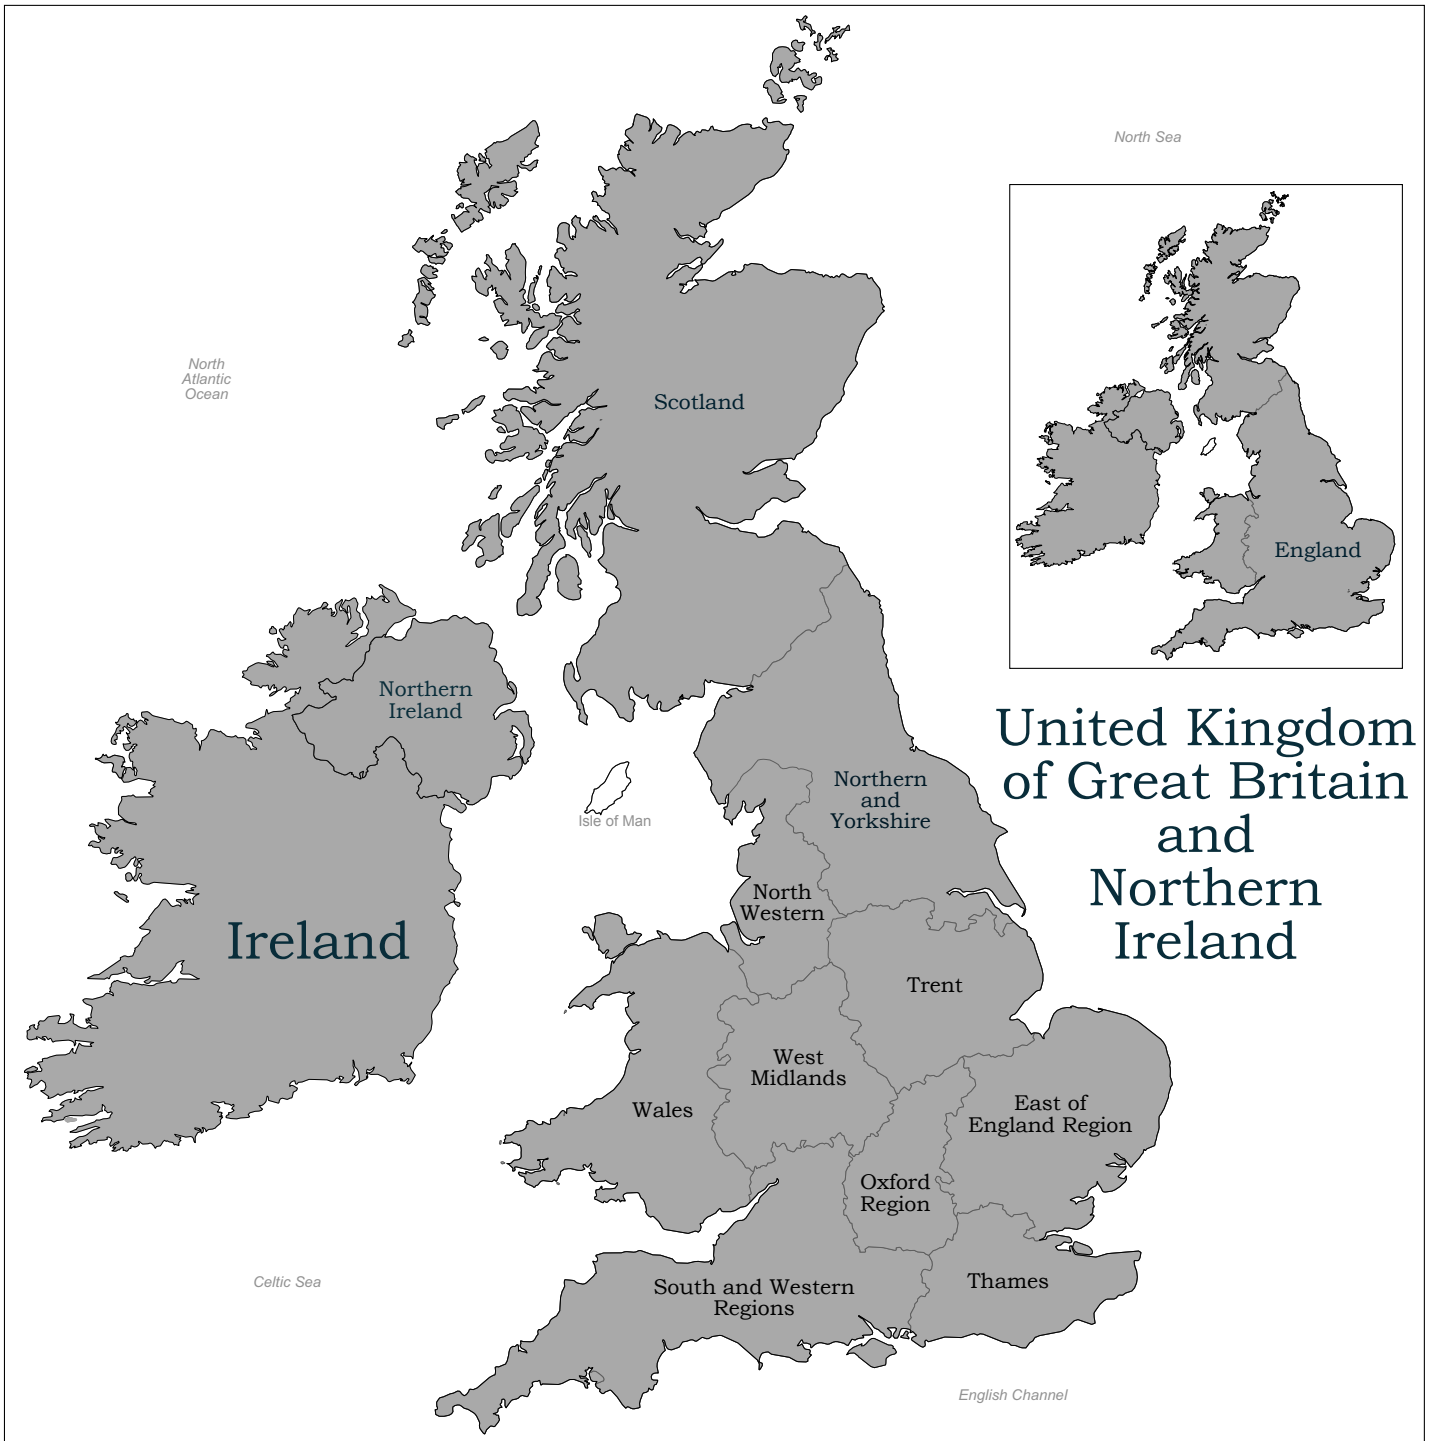 North Sea
North
Atlantic
Ocean
Scotland
England
Northern
Ireland
United Kingdom
of Great Britain
and
Northern
Ireland
Northern
and
Yorkshire
Isle of Man
North
Western
Ireland
Trent
West
Midlands
Wales
East of
England Region
Oxford
Region
Celtic Sea
South and Western
Regions
Thames
English Channel